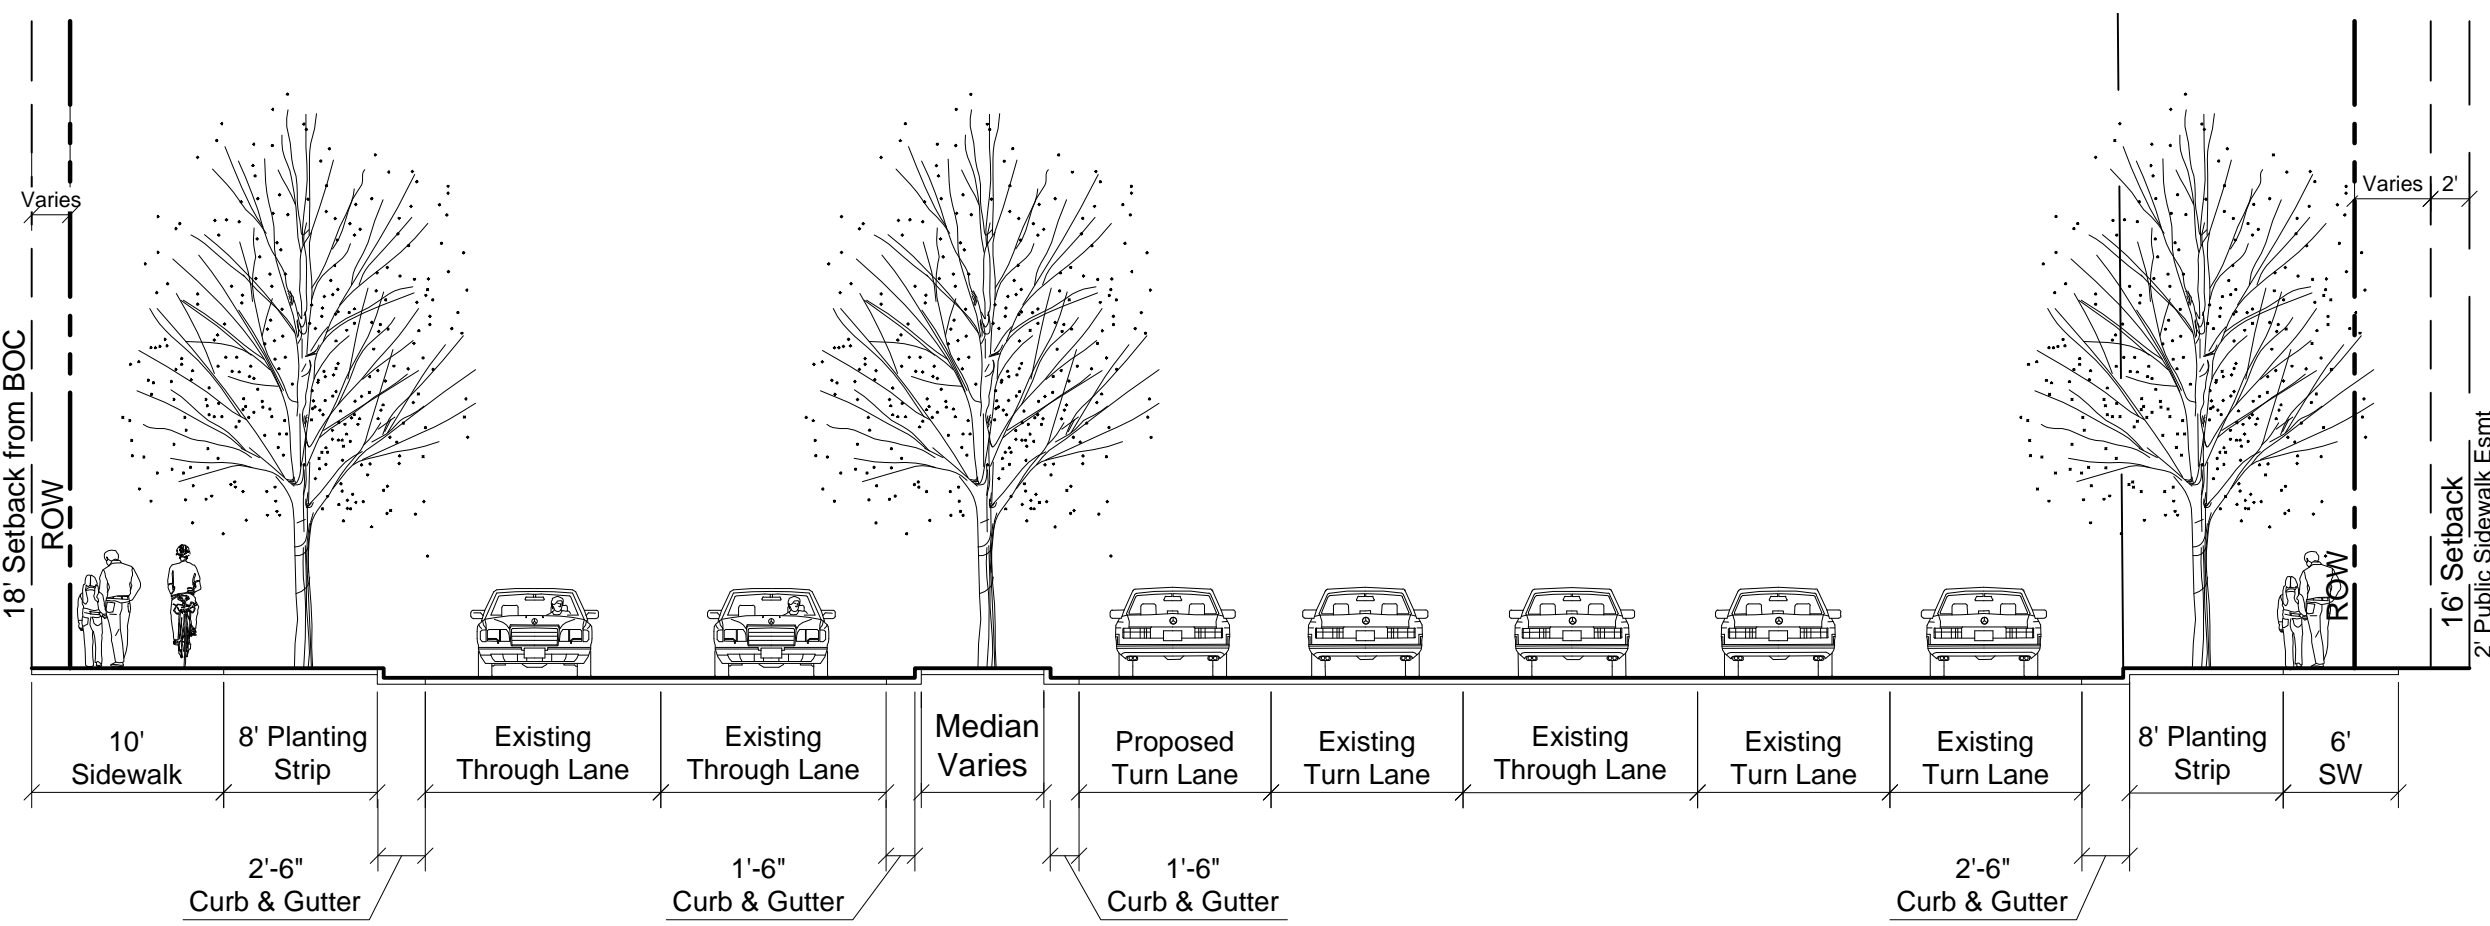 Varies
18' Setback from BOC
ROW
Varies
2'
ROW
16' Setback
2' Public Sidewalk Esmt
10'
Sidewalk
8' Planting
Strip
Existing
Through Lane
Existing
Through Lane
Median
Varies
Proposed
Turn Lane
Existing
Turn Lane
Existing
Through Lane
Existing
Turn Lane
Existing
Turn Lane
8' Planting
Strip
6'
SW
2'-6"
Curb & Gutter
1'-6"
Curb & Gutter
1'-6"
Curb & Gutter
2'-6"
Curb & Gutter